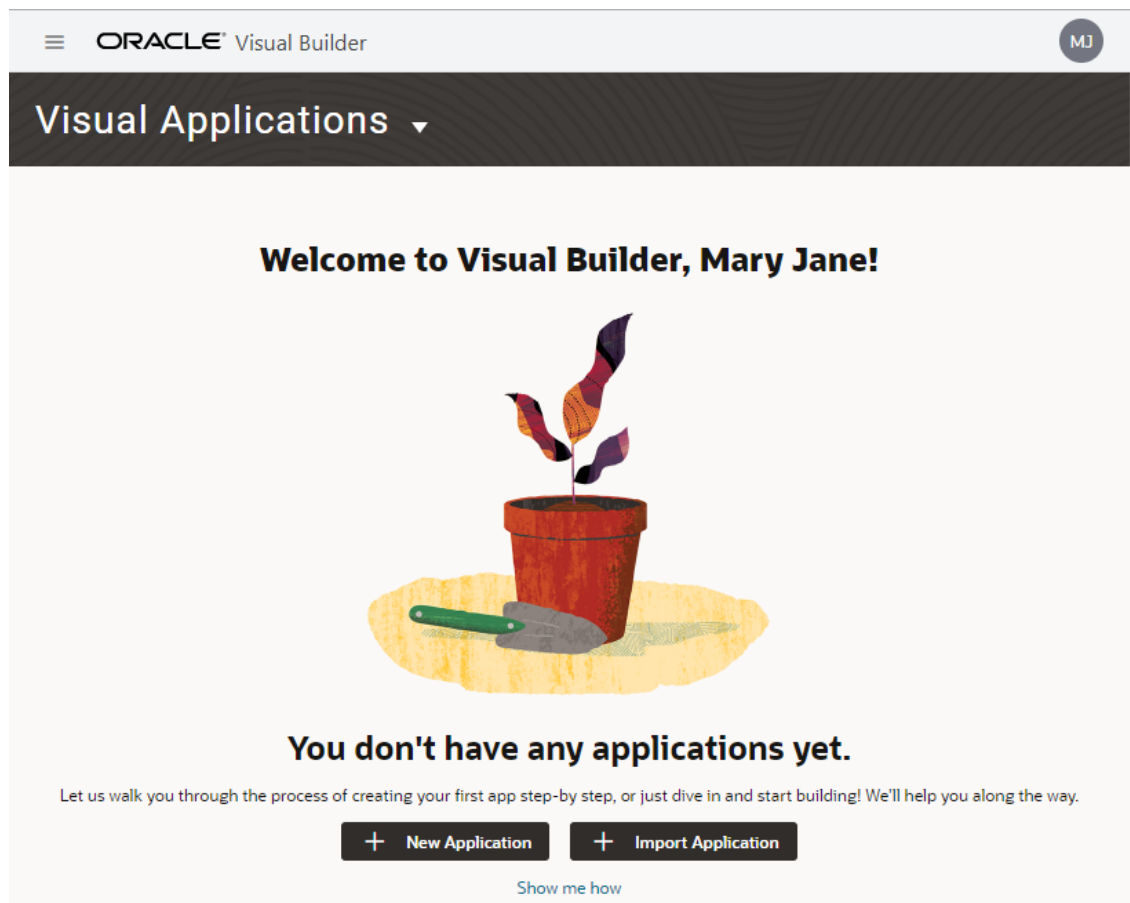 ORACLE® Visual Builder
MJ
Visual Applications
Welcome to Visual Builder, Mary Jane!
You don't have any applications yet.
Let us walk you through the process of creating your first app step-by step, or just dive in and start building! We'll help you along the way.
+ New Application + Import Application
Show me how